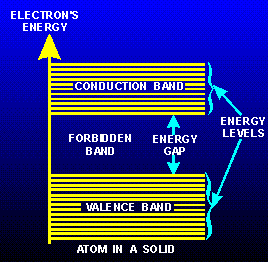 ELECTRON'S
ENERGY
CONDUCTION BAND
FORBIDDEN
BAND
ENERGY
GAP
ENERGY
LEVELS
VALENCE BAND
ATOM IN A SOLID